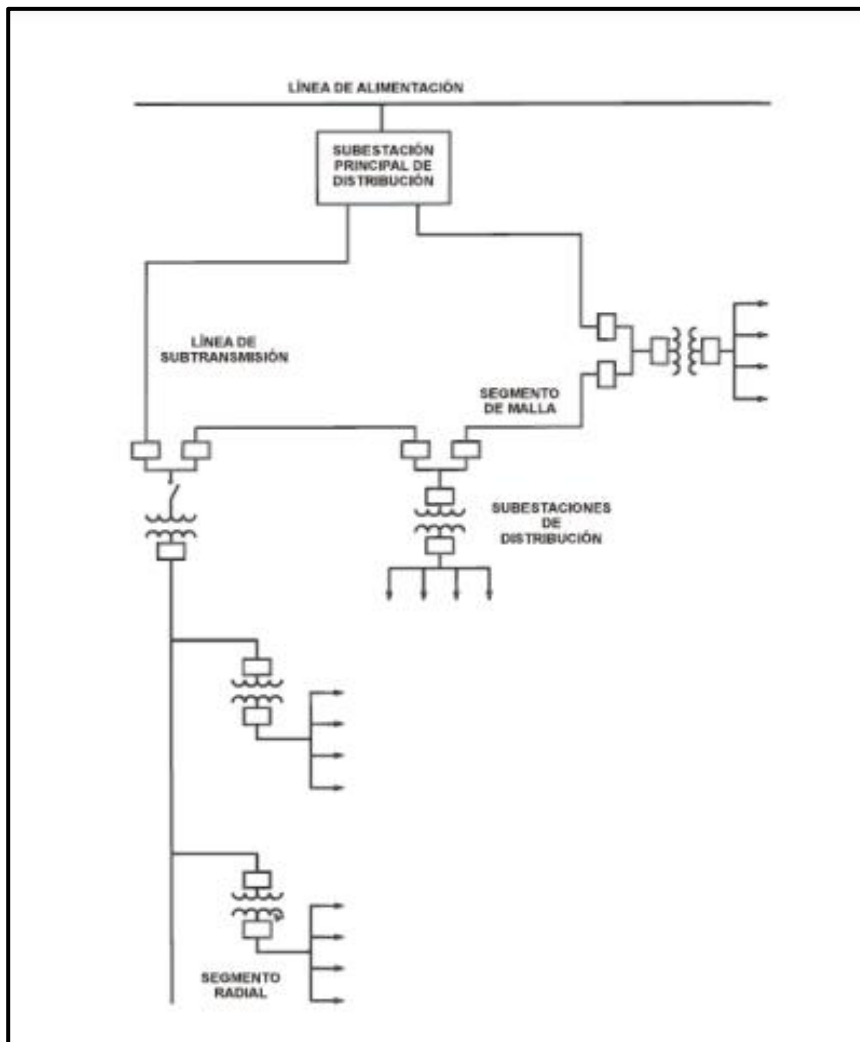 LÍNEA DE ALIMENTACIÓN
SUBESTACIÓN
PRINCIPAL DE
DISTRIBUCIÓN
LÍNEA DE
SUBTRANSMISIÓN
SEGMENTO
DE MALLA
SUBESTACIONES
DE
DISTRIBUCIÓN
SEGMENTO
RADIAL